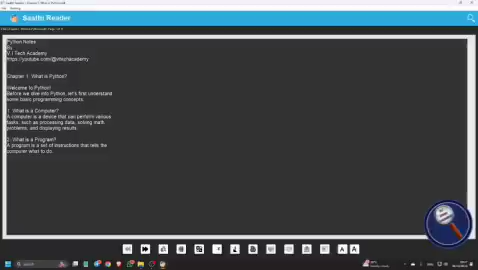 Saathi Reader
Python Notes
By
V I Tech Academy
https://youtube.com/@vitechacademy
Chapter 1: What is Python?
Welcome to Python!
Before we dive into Python, let's first understand
some basic programming concepts.
1. What is a Computer?
A computer is a device that can perform various
tasks, such as processing data, solving math
problems, and displaying results.
2. What is a Program?
A program is a set of instructions that tells the
computer what to do.
Search
A A